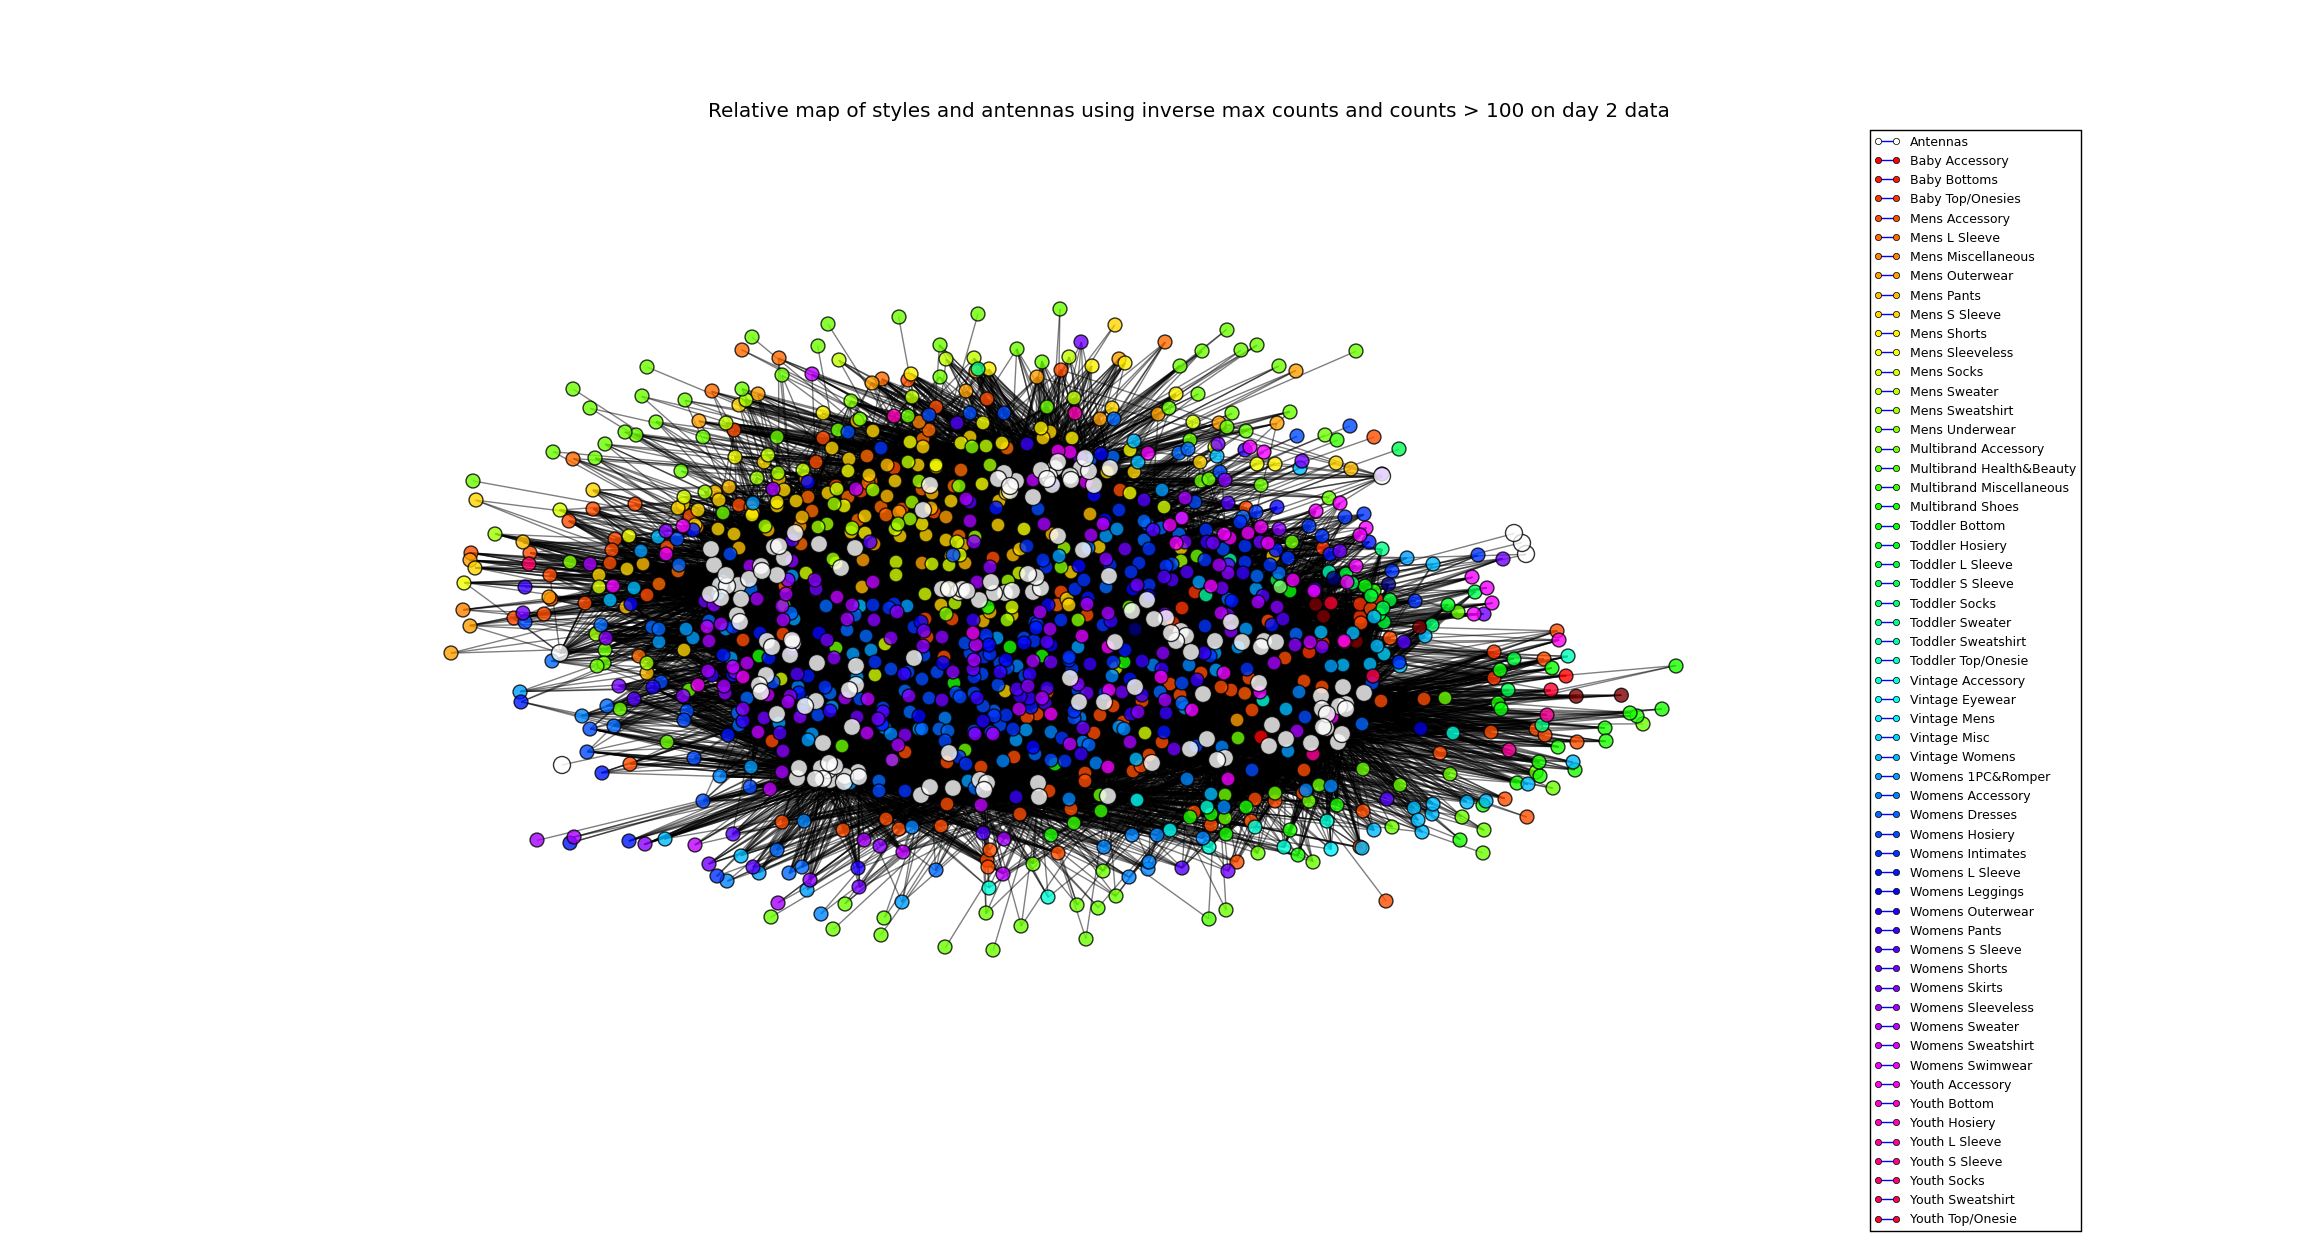 Relative map of styles and antennas using inverse max counts and counts > 100 on day 2 data
Antennas
Baby Accessory
Baby Bottoms
Baby Top/Onesies
Mens Accessory
Mens L Sleeve
Mens Miscellaneous
Mens Outerwear
Mens Pants
Mens S Sleeve
Mens Shorts
Mens Sleeveless
Mens Socks
Mens Sweater
Mens Sweatshirt
Mens Underwear
Multibrand Accessory
Multibrand Health&Beauty
Multibrand Miscellaneous
Multibrand Shoes
Toddler Bottom
Toddler Hosiery
Toddler L Sleeve
Toddler S Sleeve
Toddler Socks
Toddler Sweater
Toddler Sweatshirt
Toddler Top/Onesie
Vintage Accessory
Vintage Eyewear
Vintage Mens
Vintage Misc
Vintage Womens
Womens 1PC&Romper
Womens Accessory
Womens Dresses
Womens Hosiery
Womens Intimates
Womens L Sleeve
Womens Leggings
Womens Outerwear
Womens Pants
Womens S Sleeve
Womens Shorts
Womens Skirts
Womens Sleeveless
Womens Sweater
Womens Sweatshirt
Womens Swimwear
Youth Accessory
Youth Bottom
Youth Hosiery
Youth L Sleeve
Youth S Sleeve
Youth Socks
Youth Sweatshirt
Youth Top/Onesie